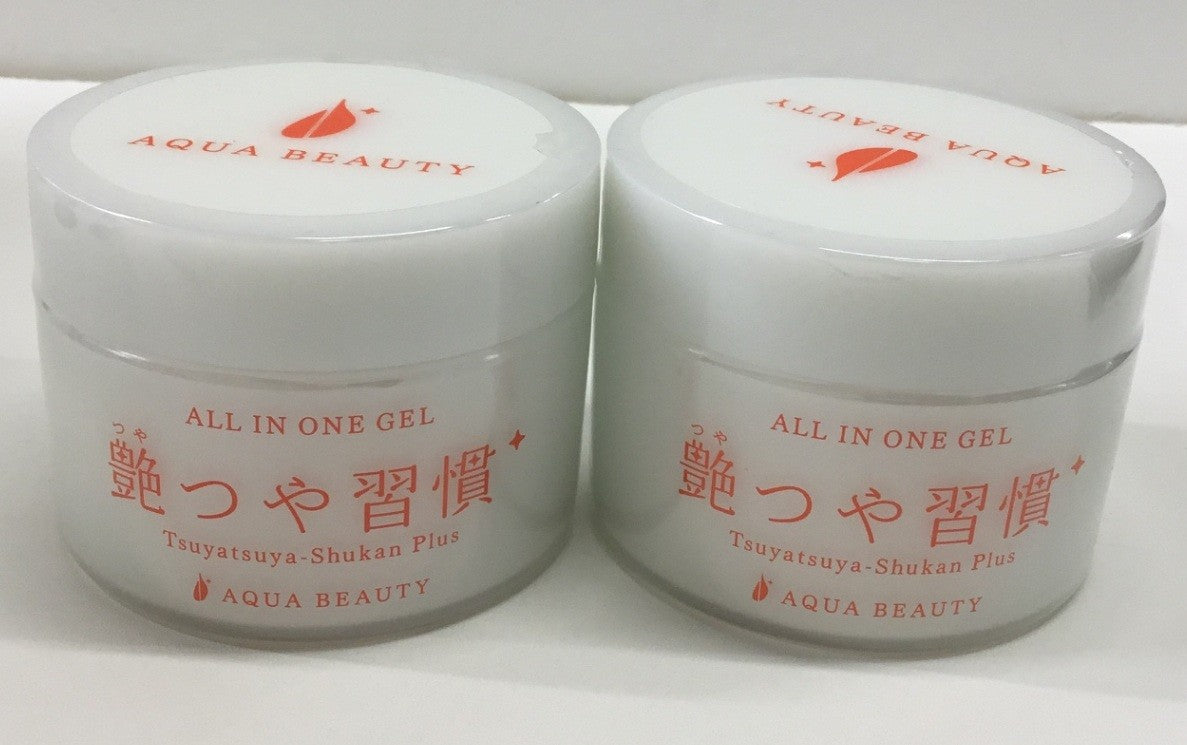 AQUA BEAUTY
ALL IN ONE GEL
つや
艶つや習慣
Tsuyatsuya-Shukan Plus
AQUA BEAUTY
AQUA BEAUTY
ALL IN ONE GEL
つや
艶つや習慣
Tsuyatsuya-Shukan Plus
AQUA BEAUTY